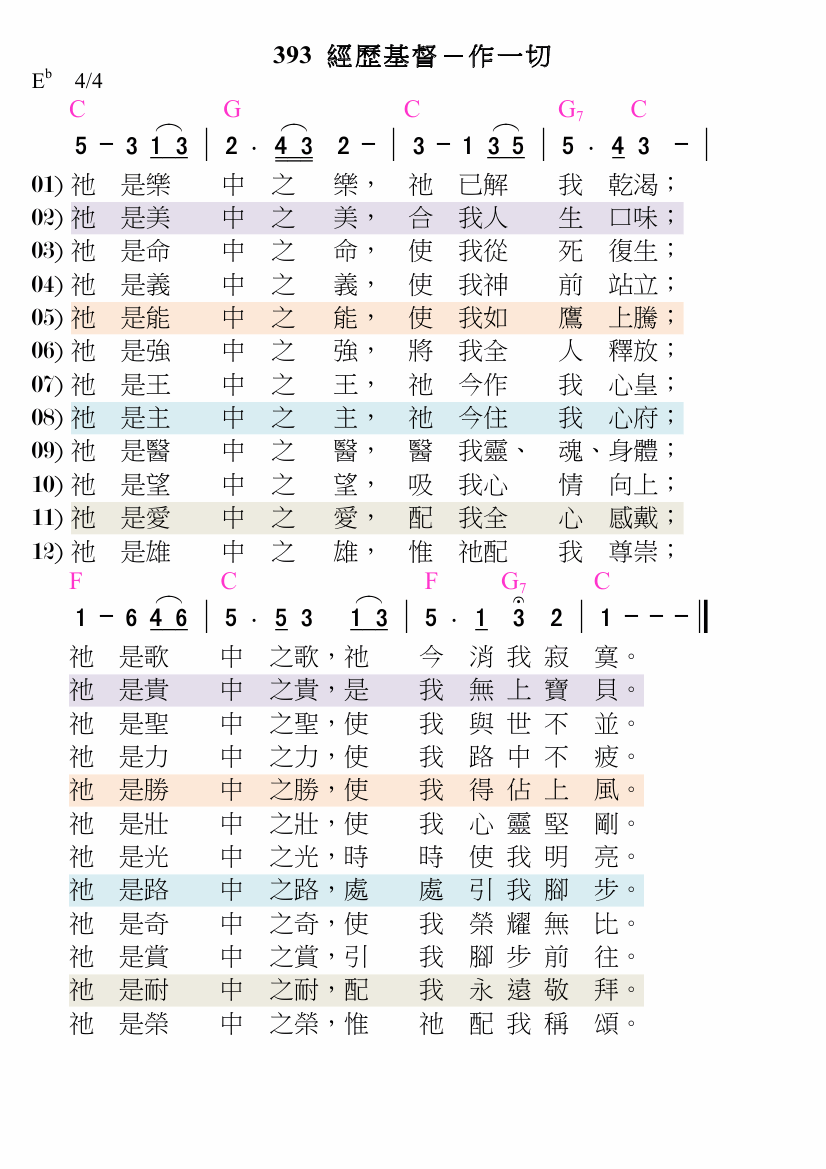 393 經歷基督－作一切
E♭ 4/4
C G C G7 C
5 － 3 1 3 | 2 . 4 3 2 － | 3 － 1 3 5 | 5 . 4 3 － |
01) 祂 是樂 中 之 樂， 祂 已解 我 乾渴；
02) 祂 是美 中 之 美， 合 我人 生 口味；
03) 祂 是命 中 之 命， 使 我從 死 復生；
04) 祂 是義 中 之 義， 使 我神 前 站立；
05) 祂 是能 中 之 能， 使 我如 鷹 上騰；
06) 祂 是強 中 之 強， 將 我全 人 釋放；
07) 祂 是王 中 之 王， 祂 今作 我 心皇；
08) 祂 是主 中 之 主， 祂 今住 我 心府；
09) 祂 是醫 中 之 醫， 醫 我靈、 魂、身體；
10) 祂 是望 中 之 望， 吸 我心 情 向上；
11) 祂 是愛 中 之 愛， 配 我全 心 感戴；
12) 祂 是雄 中 之 雄， 惟 祂配 我 尊崇；
F C F G7 C
1 － 6 4 6 | 5 . 5 3 1 3 | 5 . 1 3 2 | 1 － － － ‖
祂 是歌 中 之歌，祂 今 消 我 寂 寞。
祂 是貴 中 之貴，是 我 無 上 寶 貝。
祂 是聖 中 之聖，使 我 與 世 不 並。
祂 是力 中 之力，使 我 路 中 不 疲。
祂 是勝 中 之勝，使 我 得 佔 上 風。
祂 是壯 中 之壯，使 我 心 靈 堅 剛。
祂 是光 中 之光，時 時 使 我 明 亮。
祂 是路 中 之路，處 處 引 我 腳 步。
祂 是奇 中 之奇，使 我 榮 耀 無 比。
祂 是賞 中 之賞，引 我 腳 步 前 往。
祂 是耐 中 之耐，配 我 永 遠 敬 拜。
祂 是榮 中 之榮，惟 祂 配 我 稱 頌。